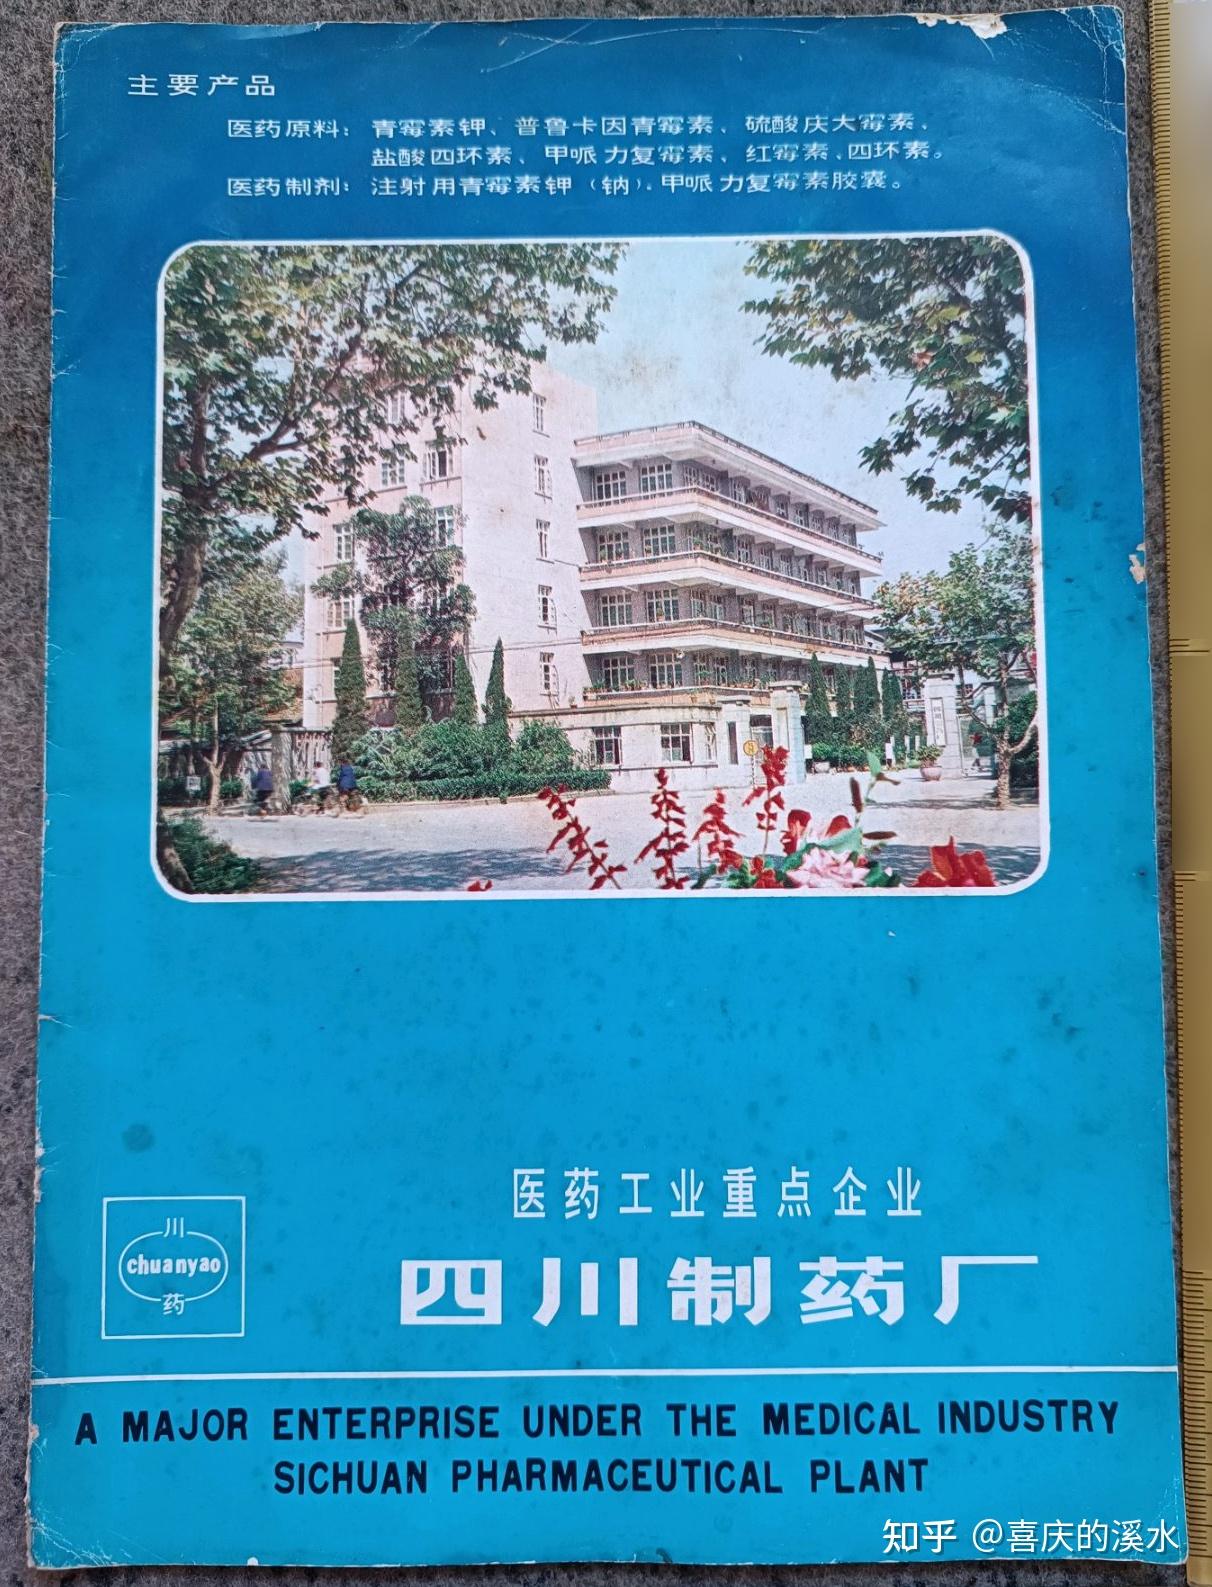 主要产品
医药原料：青霉素钾、普鲁卡因青霉素、硫酸庆大霉素、
盐酸四环素、甲哌力复霉素、红霉素、四环素。
医药制剂：注射用青霉素钾（钠）、甲哌力复霉素胶囊。
医药工业重点企业
川
chuanyao
药
四川制药厂
A MAJOR ENTERPRISE UNDER THE MEDICAL INDUSTRY
SICHUAN PHARMACEUTICAL PLANT
知乎 @喜庆的溪水